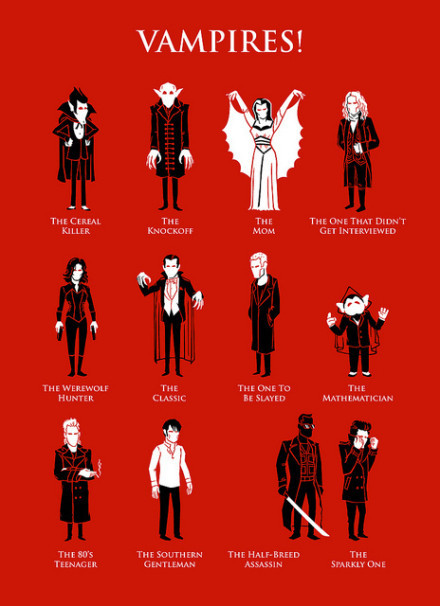 VAMPIRES!
THE CEREAL
KILLER
THE
KNOCKOFF
THE
MOM
THE ONE THAT DIDN'T
GET INTERVIEWED
THE WEREWOLF
HUNTER
THE
CLASSIC
THE ONE TO
BE SLAYED
THE
MATHEMATICIAN
THE 80'S
TEENAGER
THE SOUTHERN
GENTLEMAN
THE HALF-BREED
ASSASSIN
THE
SPARKLY ONE